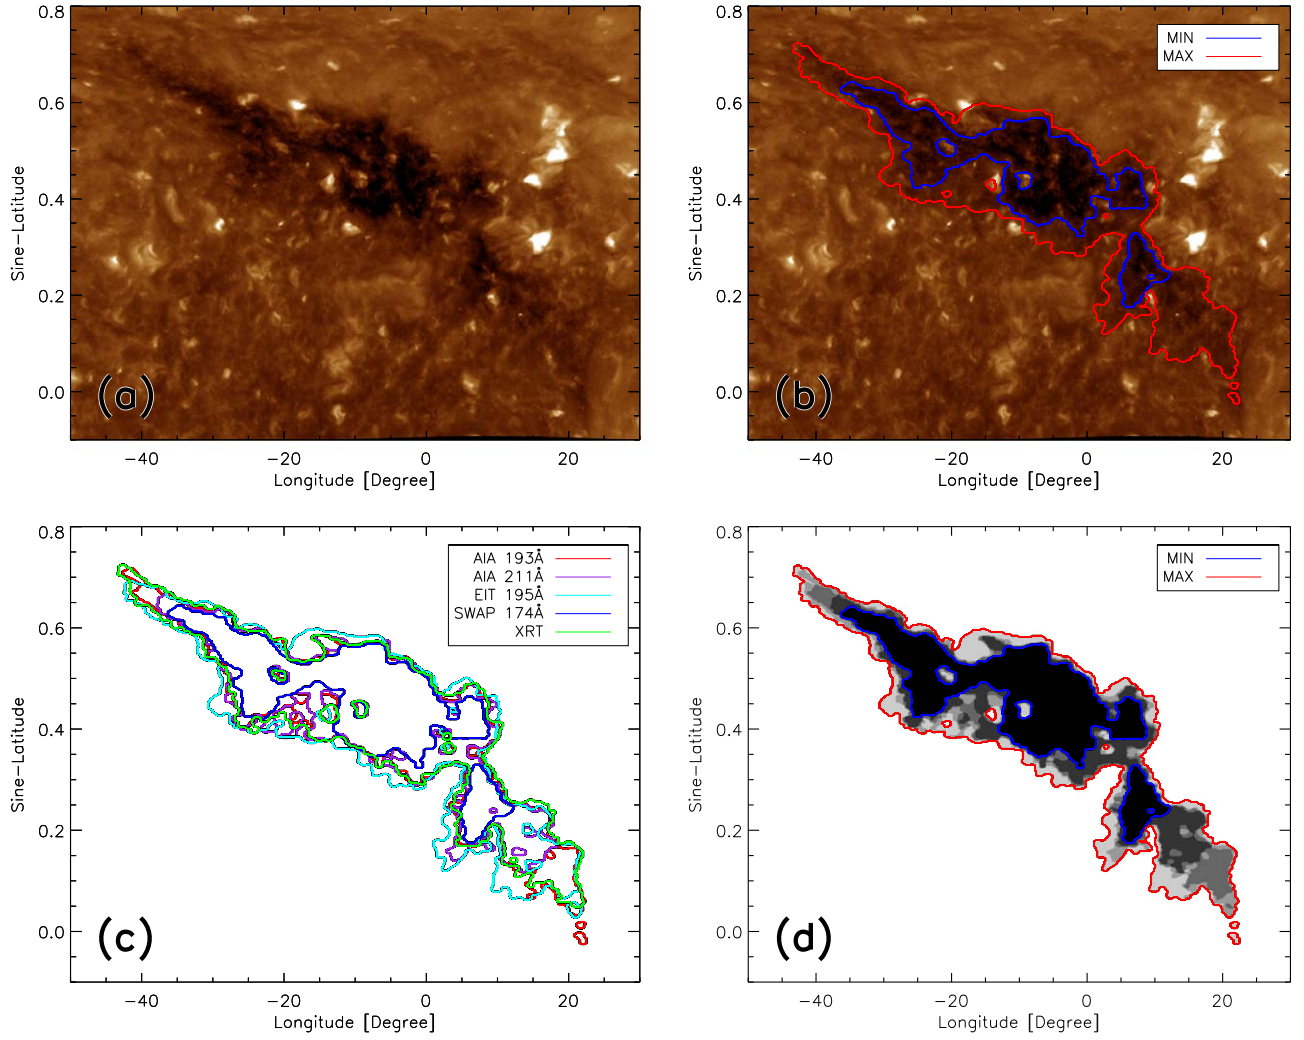 0.8
0.6
0.4
0.2
0.0
Sine-Latitude
(a)
-40 -20 0 20
Longitude [Degree]
0.8
0.6
0.4
0.2
0.0
Sine-Latitude
MIN
MAX
(b)
-40 -20 0 20
Longitude [Degree]
0.8
0.6
0.4
0.2
0.0
Sine-Latitude
AIA 193Å
AIA 211Å
EIT 195Å
SWAP 174Å
XRT
(c)
-40 -20 0 20
Longitude [Degree]
0.8
0.6
0.4
0.2
0.0
Sine-Latitude
MIN
MAX
(d)
-40 -20 0 20
Longitude [Degree]